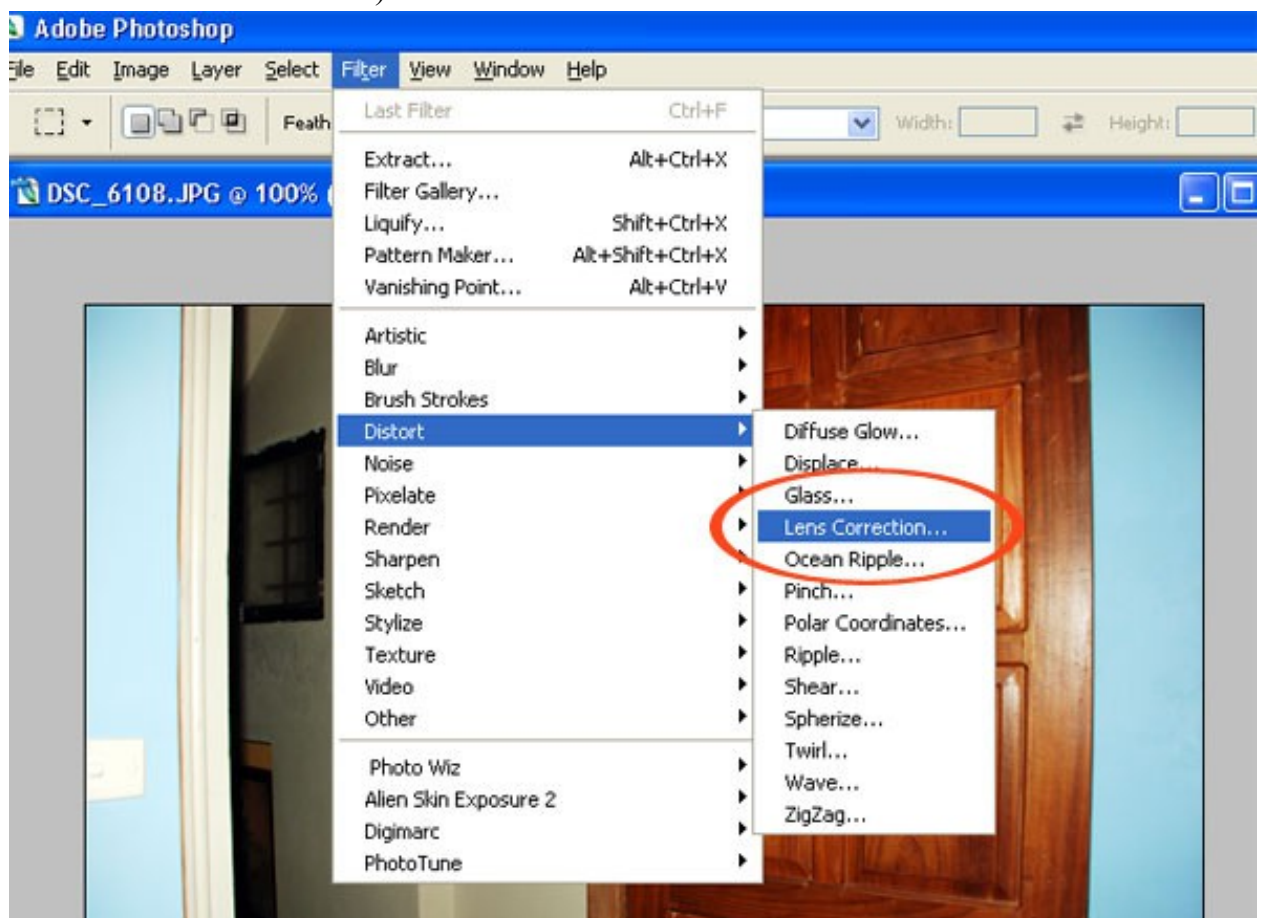 Adobe Photoshop
File Edit Image Layer Select Filter View Window Help
Feath
Width:
Height:
DSC_6108.JPG @ 100% (
Last Filter Ctrl+F
Extract... Alt+Ctrl+X
Filter Gallery...
Liquify... Shift+Ctrl+X
Pattern Maker... Alt+Shift+Ctrl+X
Vanishing Point... Alt+Ctrl+V
Artistic
Blur
Brush Strokes
Distort
Noise
Pixelate
Render
Sharpen
Sketch
Stylize
Texture
Video
Other
Photo Wiz
Alien Skin Exposure 2
Digimarc
PhotoTune
Diffuse Glow...
Displace...
Glass...
Lens Correction...
Ocean Ripple...
Pinch...
Polar Coordinates...
Ripple...
Shear...
Spherize...
Twirl...
Wave...
ZigZag...